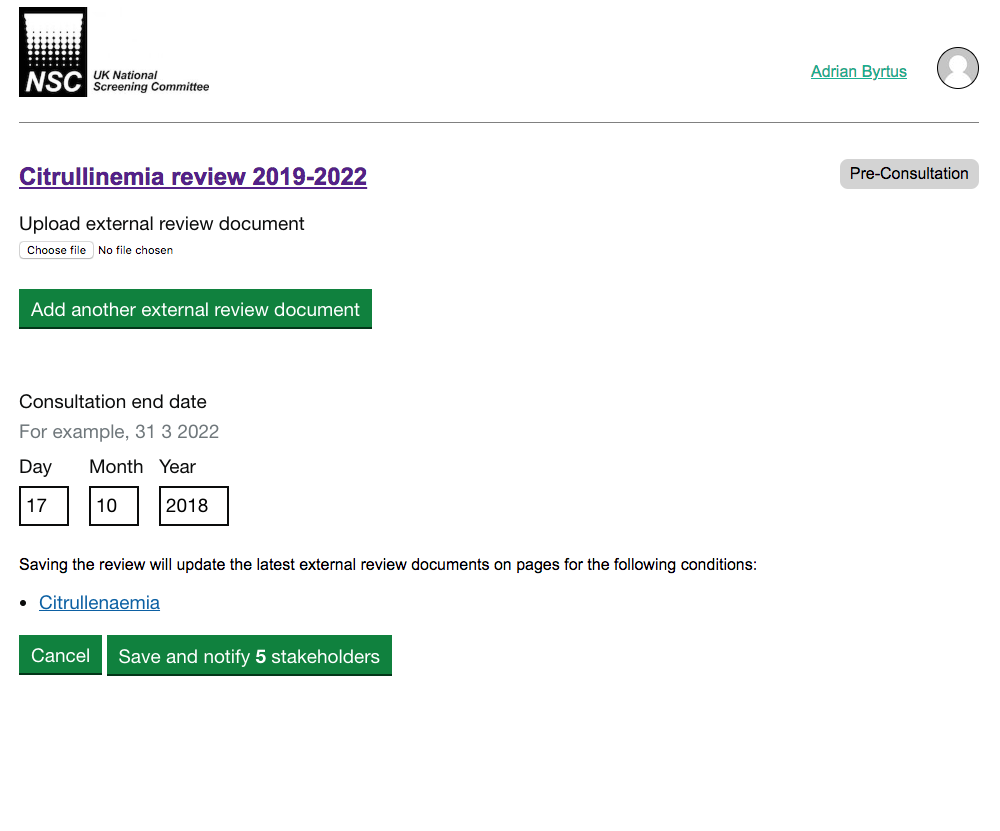 NSC
UK National
Screening Committee
Adrian Byrtus
Citrullinemia review 2019-2022
Pre-Consultation
Upload external review document
Choose file No file chosen
Add another external review document
Consultation end date
For example, 31 3 2022
Day Month Year
17 10 2018
Saving the review will update the latest external review documents on pages for the following conditions:
• Citrullenaemia
Cancel Save and notify 5 stakeholders